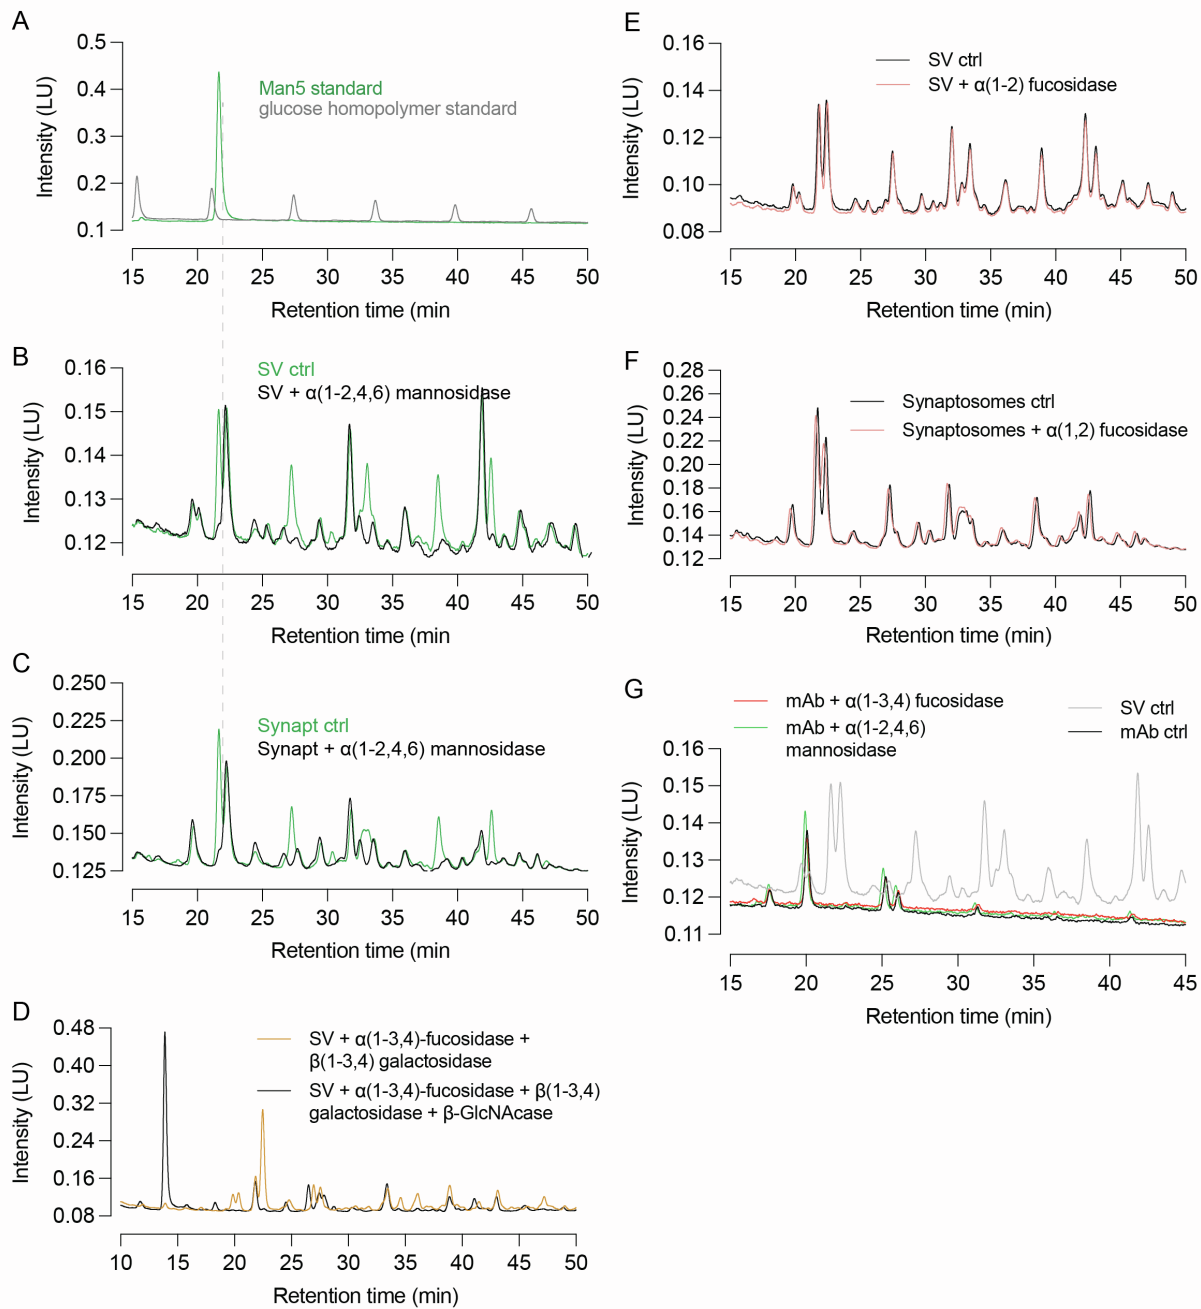 A
0.5
0.4
0.3
0.2
0.1
Intensity (LU)
Man5 standard
glucose homopolymer standard
15 20 25 30 35 40 45 50
Retention time (min
B
0.16
0.15
0.14
0.13
0.12
Intensity (LU)
SV ctrl
SV + α(1-2,4,6) mannosidase
15 20 25 30 35 40 45 50
Retention time (min
C
0.250
0.225
0.200
0.175
0.150
0.125
Intensity (LU)
Synapt ctrl
Synapt + α(1-2,4,6) mannosidase
15 20 25 30 35 40 45 50
Retention time (min
D
0.48
0.40
0.32
0.24
0.16
0.08
Intensity (LU)
SV + α(1-3,4)-fucosidase +
β(1-3,4) galactosidase
SV + α(1-3,4)-fucosidase + β(1-3,4)
galactosidase + β-GlcNAcase
10 15 20 25 30 35 40 45 50
Retention time (min)
E
0.16
0.14
0.12
0.10
0.08
Intensity (LU)
SV ctrl
SV + α(1-2) fucosidase
15 20 25 30 35 40 45 50
Retention time (min)
F
0.28
0.26
0.24
0.22
0.20
0.18
0.16
0.14
0.12
Intensity (LU)
Synaptosomes ctrl
Synaptosomes + α(1,2) fucosidase
15 20 25 30 35 40 45 50
Retention time (min)
G
mAb + α(1-3,4) fucosidase
mAb + α(1-2,4,6)
mannosidase
SV ctrl
mAb ctrl
0.16
0.15
0.14
0.13
0.12
0.11
Intensity (LU)
15 20 25 30 35 40 45
Retention time (min)